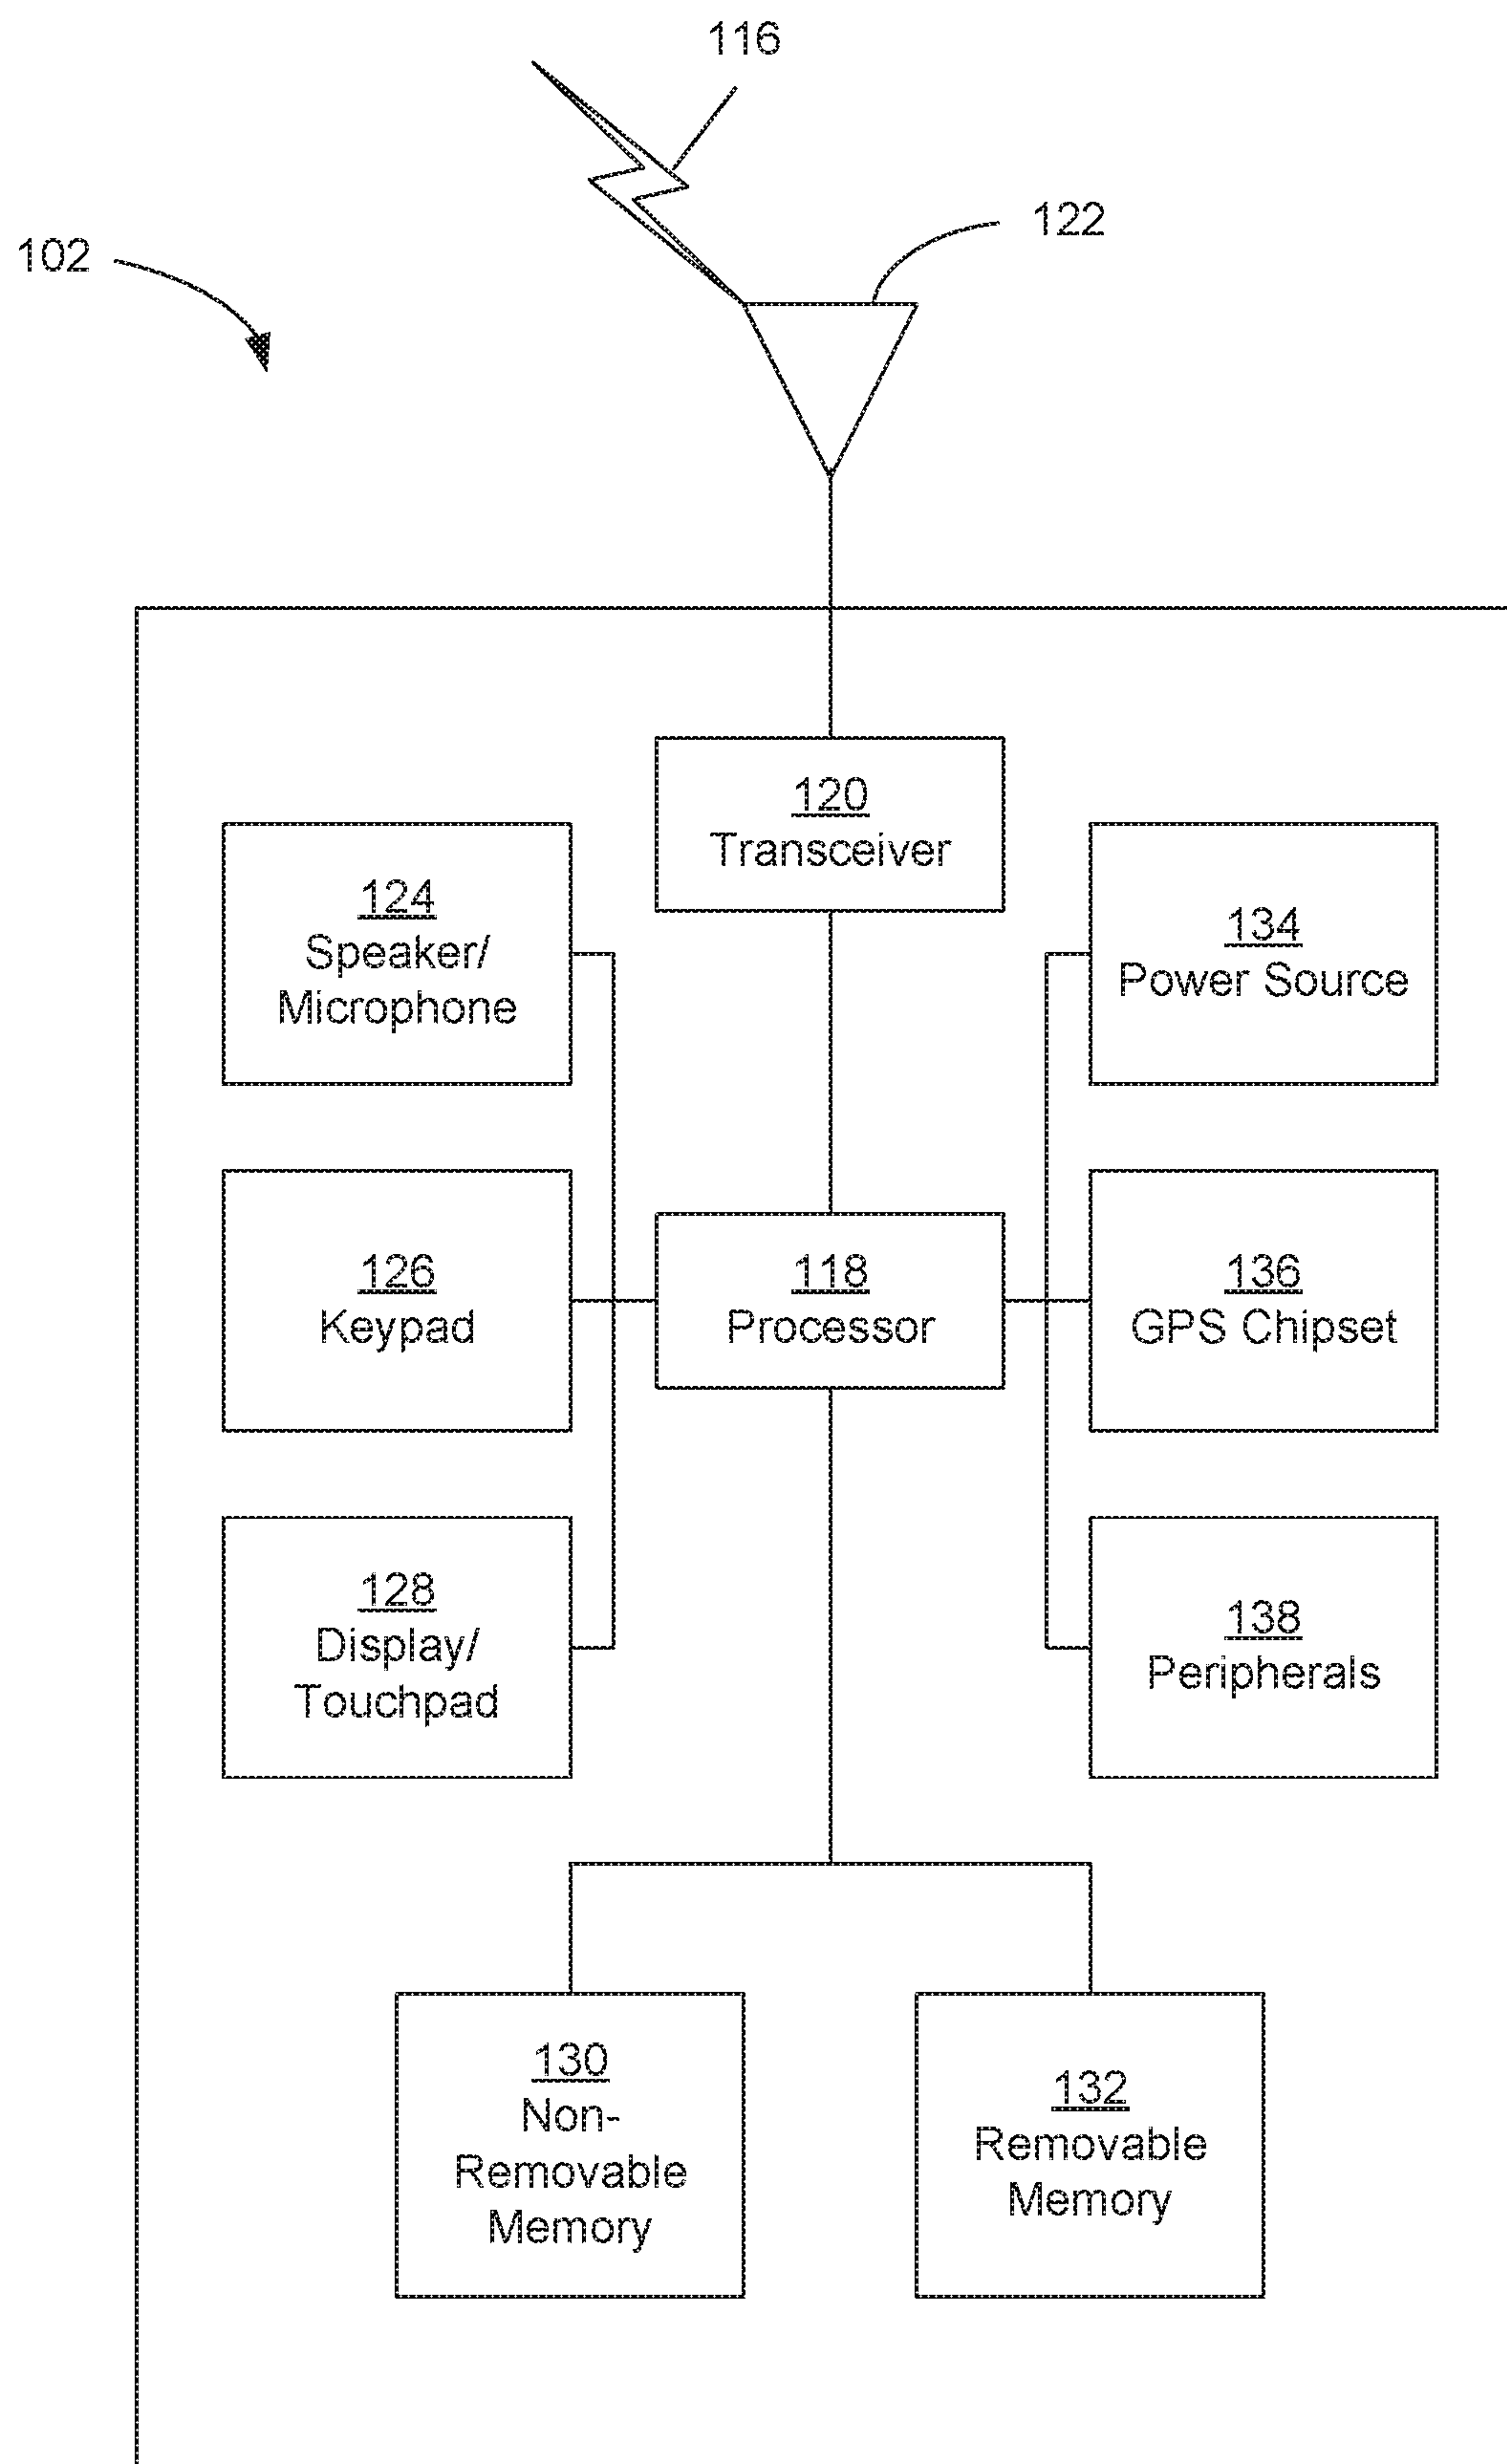 116
122
102
120
Transceiver
124
Speaker/
Microphone
134
Power Source
126
Keypad
118
Processor
136
GPS Chipset
128
Display/
Touchpad
138
Peripherals
130
Non-
Removable
Memory
132
Removable
Memory